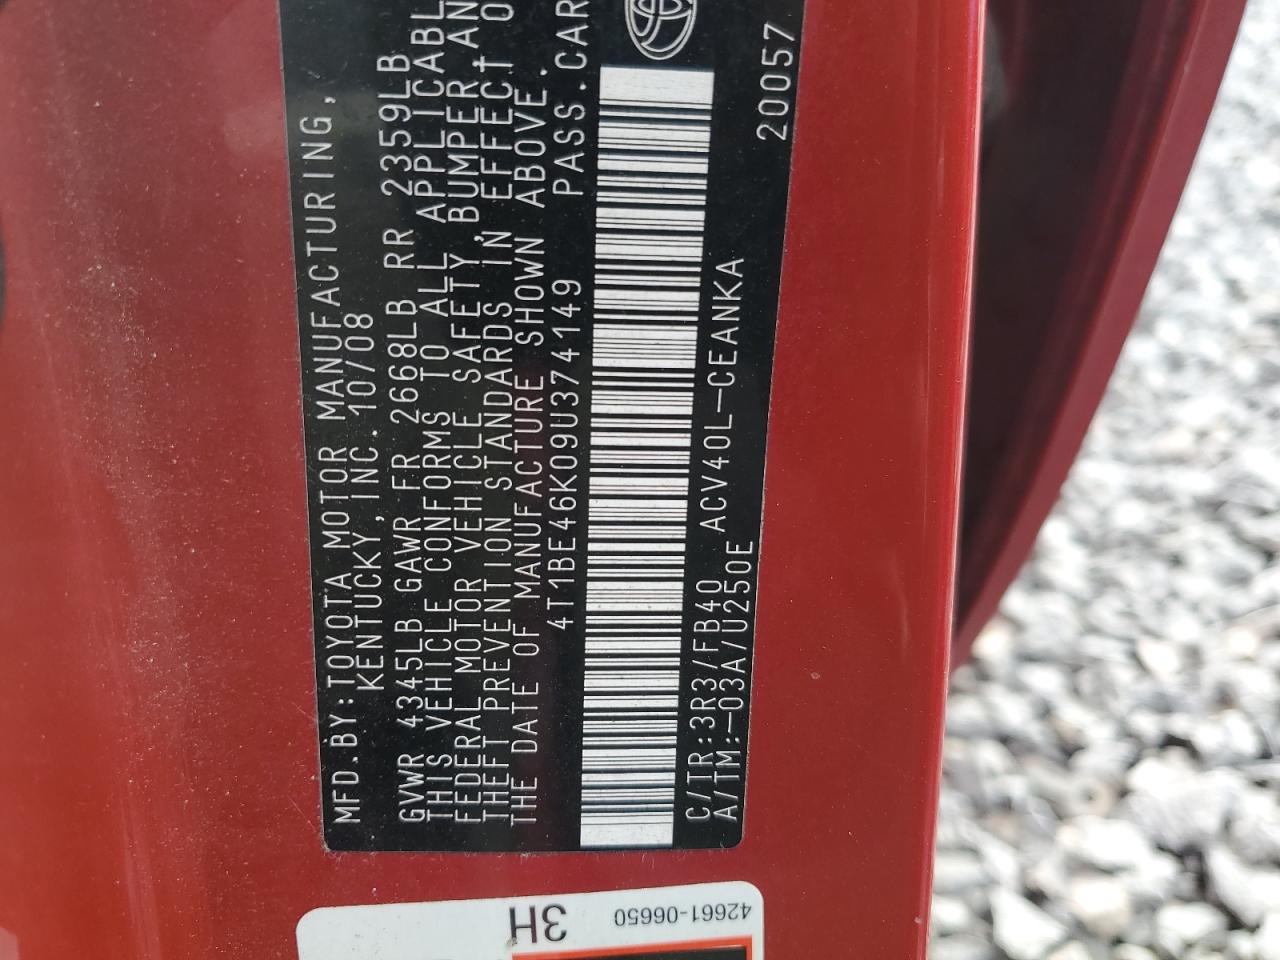 MFD.BY:TOYOTA MOTOR MANUFACTURING,
KENTUCKY,INC.10/08
GVWR 4345LB GAWR FR 2668LB RR 2359LB
THIS VEHICLE CONFORMS TO ALL APPLICABL
FEDERAL MOTOR VEHICLE SAFETY,BUMPER AN
THEFT PREVENTION STANDARDS IN EFFECT O
THE DATE OF MANUFACTURE SHOWN ABOVE.
4T1BE46K09U374149 PASS.CAR
C/TR:3R3/FB40 ACV40L-CEANKA
A/TM:-03A/U250E
20057
42661-06650
3H